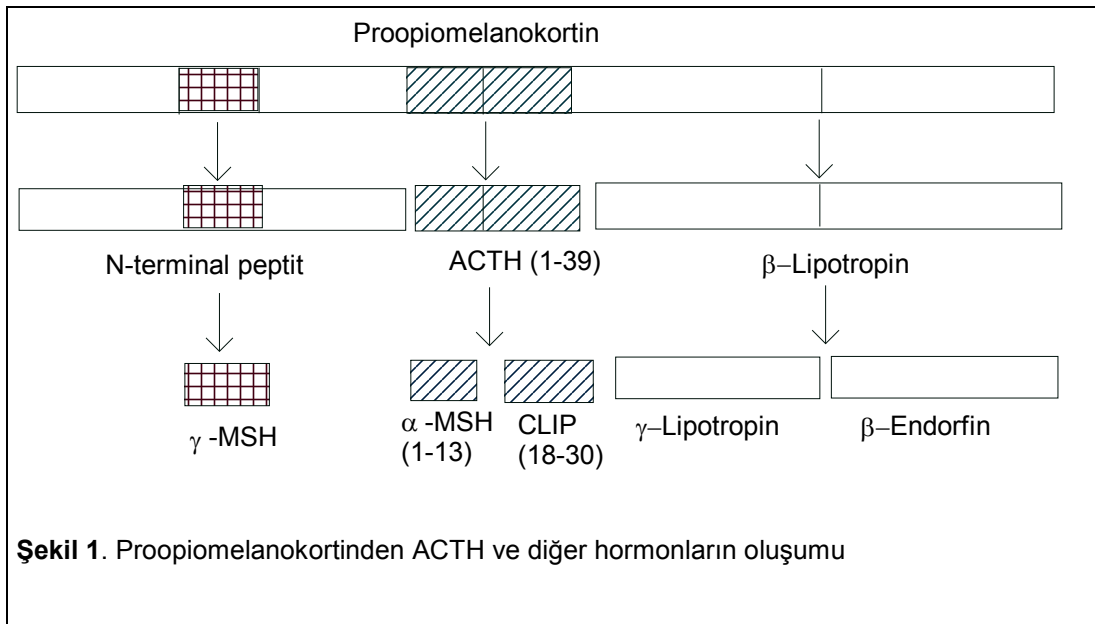 Proopiomelanokortin
N-terminal peptit
ACTH (1-39)
β–Lipotropin
γ -MSH
α -MSH
(1-13)
CLIP
(18-30)
γ–Lipotropin
β–Endorfin
Şekil 1. Proopiomelanokortinden ACTH ve diğer hormonların oluşumu